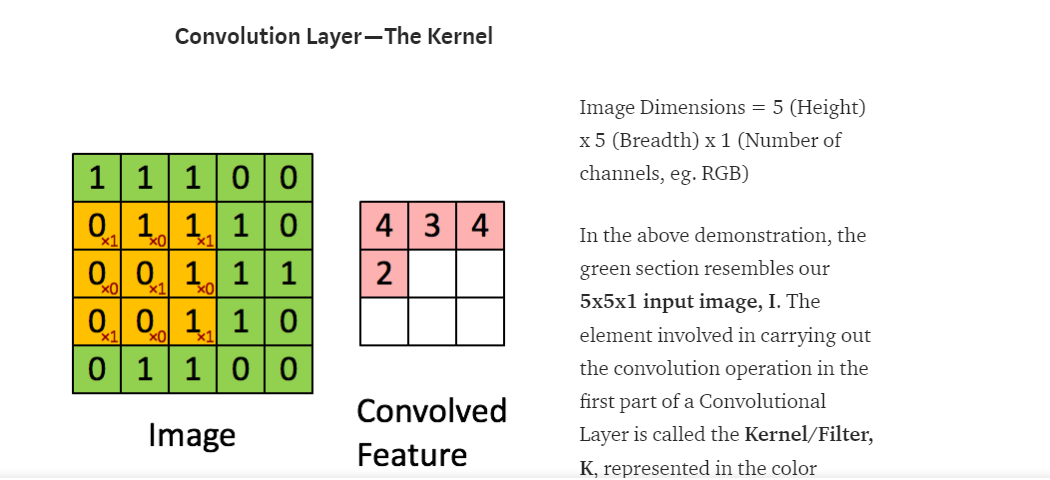 Convolution Layer—The Kernel
1 1 1 0 0
0 ×1 1 ×0 1 ×1 1 0
0 ×0 0 ×1 1 ×0 1 1
0 ×1 0 ×0 1 ×1 1 0
0 1 1 0 0
Image
4 3 4
2
Convolved
Feature
Image Dimensions = 5 (Height)
x 5 (Breadth) x 1 (Number of
channels, eg. RGB)
In the above demonstration, the
green section resembles our
5x5x1 input image, I. The
element involved in carrying out
the convolution operation in the
first part of a Convolutional
Layer is called the Kernel/Filter,
K, represented in the color